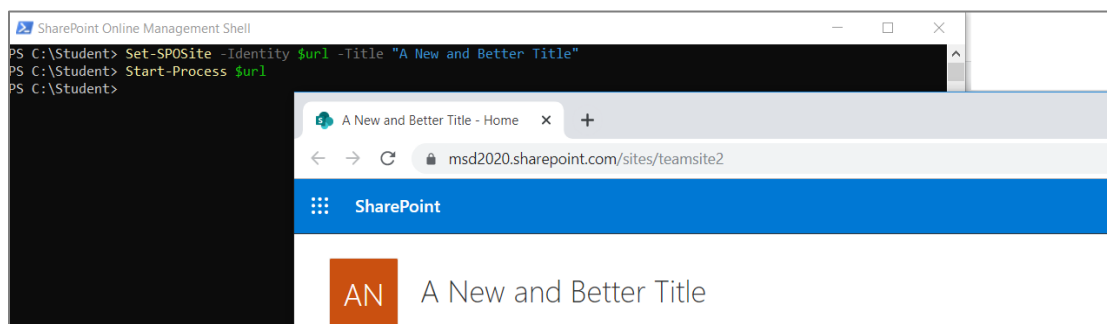 SharePoint Online Management Shell
PS C:\Student> Set-SPOSite -Identity $url -Title "A New and Better Title"
PS C:\Student> Start-Process $url
PS C:\Student>
A New and Better Title - Home
msd2020.sharepoint.com/sites/teamsite2
SharePoint
AN A New and Better Title